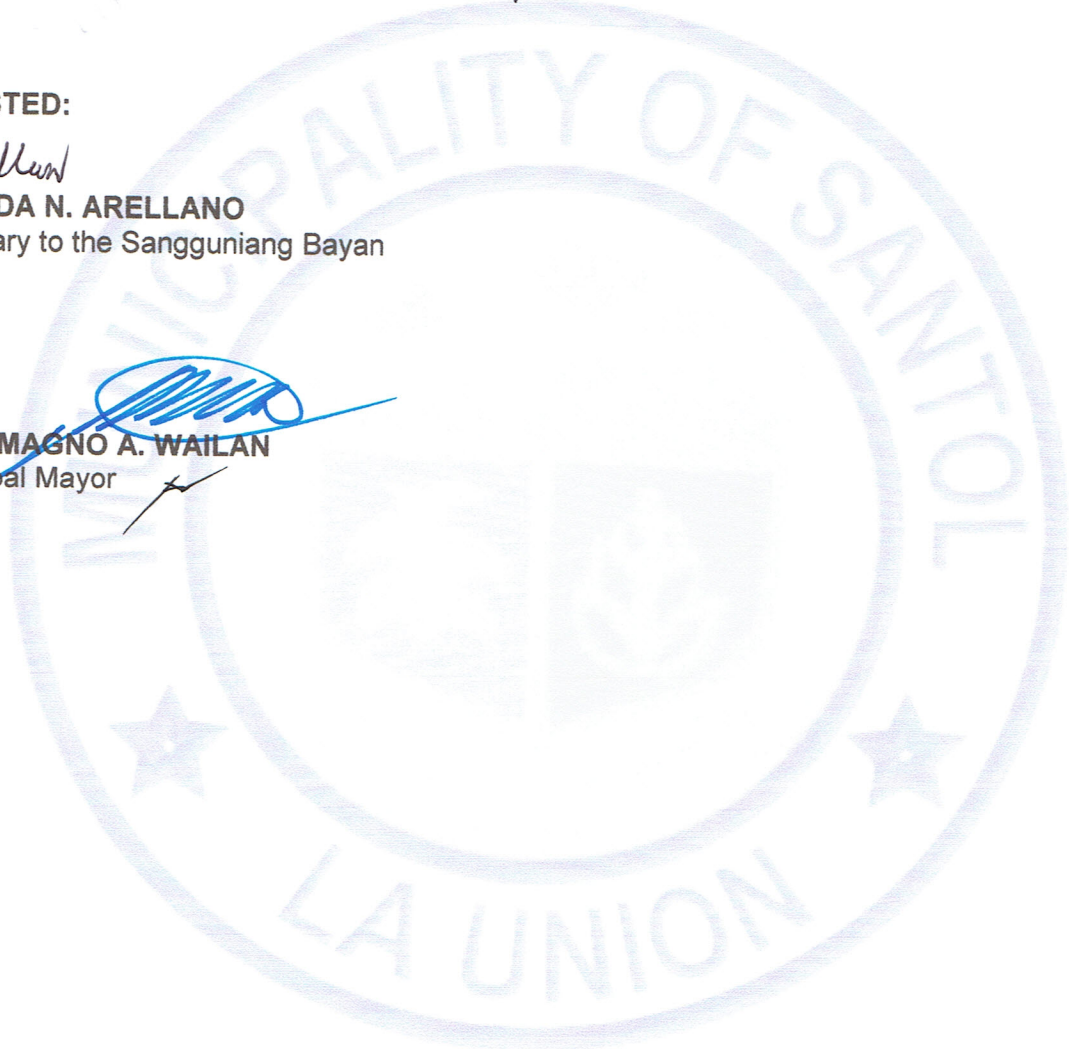 STED:
DA N. ARELLANO
ary to the Sangguniang Bayan
MAGNO A. WAILAN
pal Mayor
MUNICIPALITY OF SANTOL
LA UNION